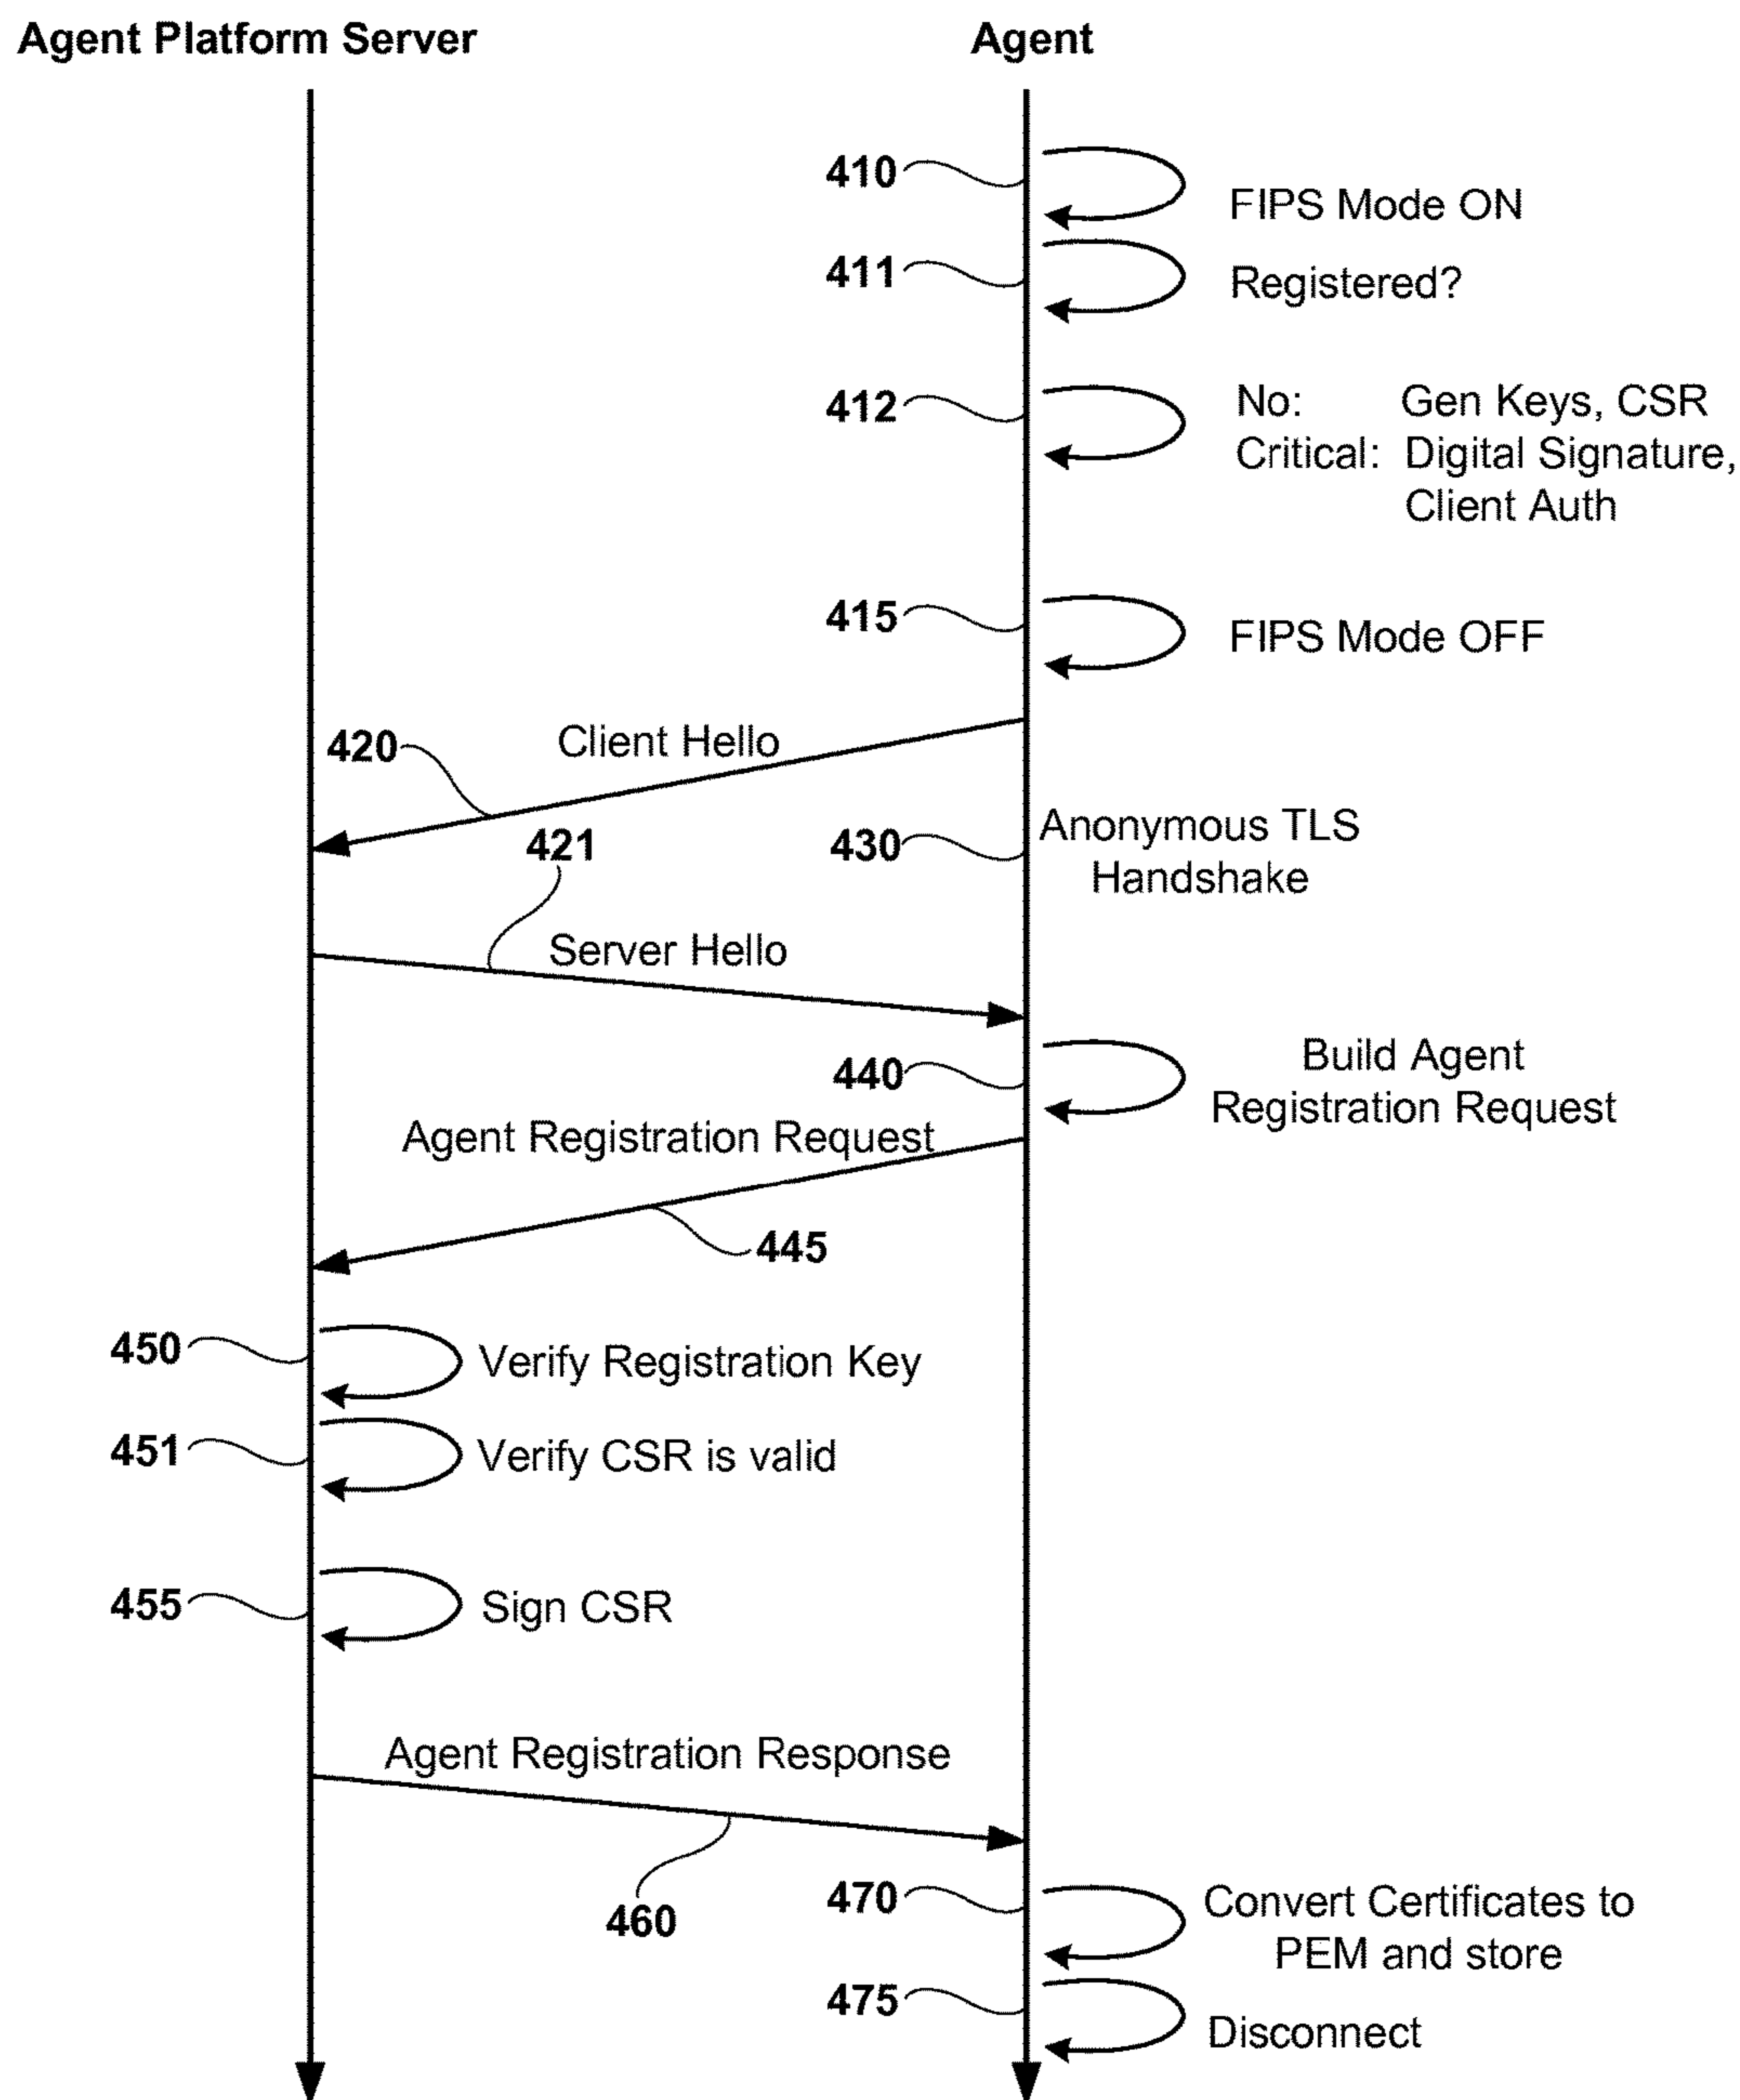 Agent Platform Server
Agent
410
FIPS Mode ON
411
Registered?
412
No: Gen Keys, CSR
Critical: Digital Signature,
Client Auth
415
FIPS Mode OFF
420
Client Hello
421
430
Anonymous TLS
Handshake
Server Hello
440
Build Agent
Registration Request
Agent Registration Request
445
450
Verify Registration Key
451
Verify CSR is valid
455
Sign CSR
Agent Registration Response
460
470
Convert Certificates to
PEM and store
475
Disconnect